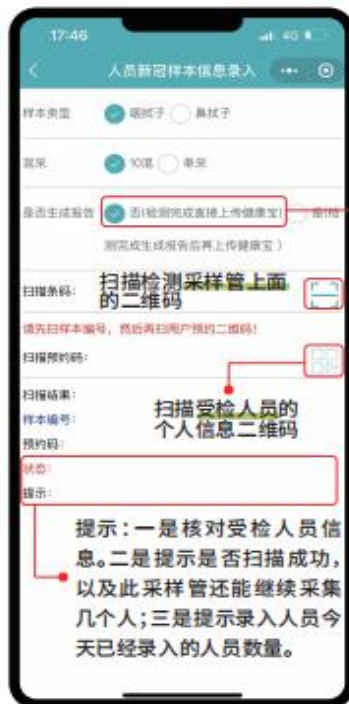 17:46
4G
人员新冠样本信息录入
样本类型
咽拭子
鼻拭子
混采
10混
单采
是否生成报告
否(检测完成直接上传健康宝)
是(检
测完成生成报告后再上传健康宝)
扫描条码:
扫描检测采样管上面
的二维码
请先扫样本编号，然后再扫用户预约二维码!
扫描预约码:
扫描结果:
扫描受检人员的
样本编号:
个人信息二维码
预约码:
状态:
提示:
提示:一是核对受检人员信
息。二是提示是否扫描成功，
以及此采样管还能继续采集
几个人;三是提示录入人员今
天已经录入的人员数量。